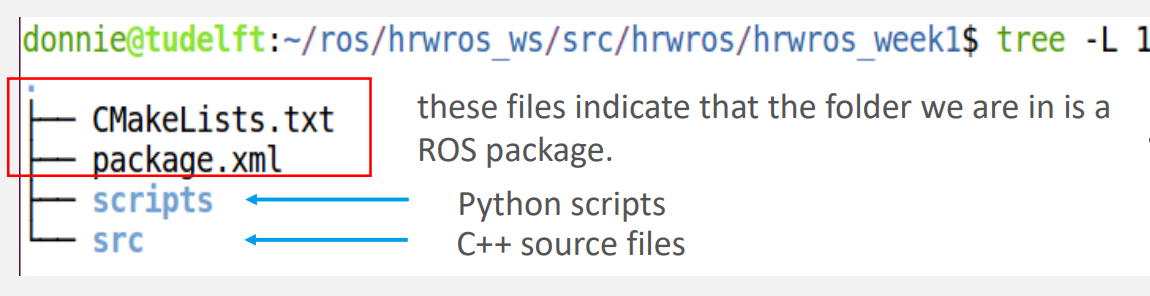 donnie@tudelft:~/ros/hrwros_ws/src/hrwros/hrwros_week1$ tree -L 1
.
├── CMakeLists.txt
├── package.xml
├── scripts
└── src
these files indicate that the folder we are in is a
ROS package.
Python scripts
C++ source files